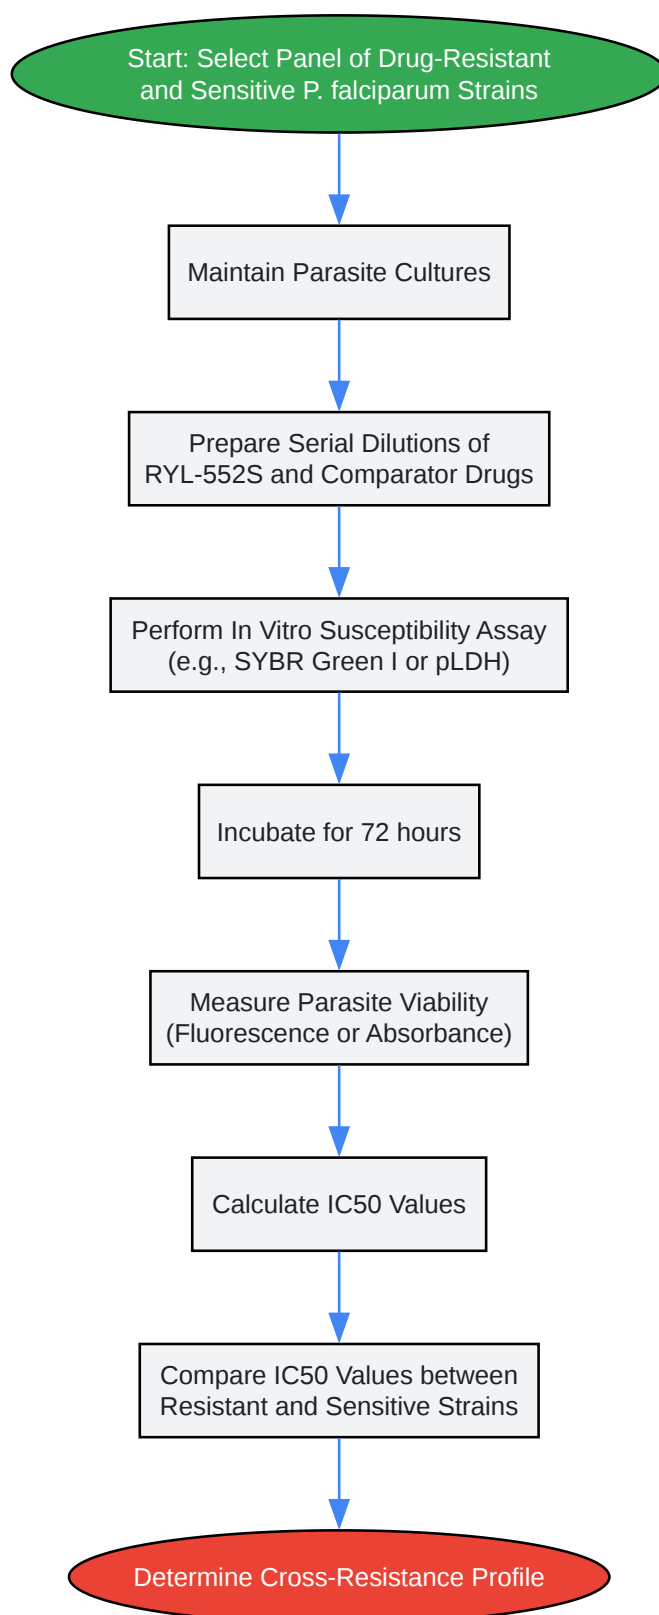 Start: Select Panel of Drug-Resistant
and Sensitive P. falciparum Strains
Maintain Parasite Cultures
Prepare Serial Dilutions of
RYL-552S and Comparator Drugs
Perform In Vitro Susceptibility Assay
(e.g., SYBR Green I or pLDH)
Incubate for 72 hours
Measure Parasite Viability
(Fluorescence or Absorbance)
Calculate IC50 Values
Compare IC50 Values between
Resistant and Sensitive Strains
Determine Cross-Resistance Profile